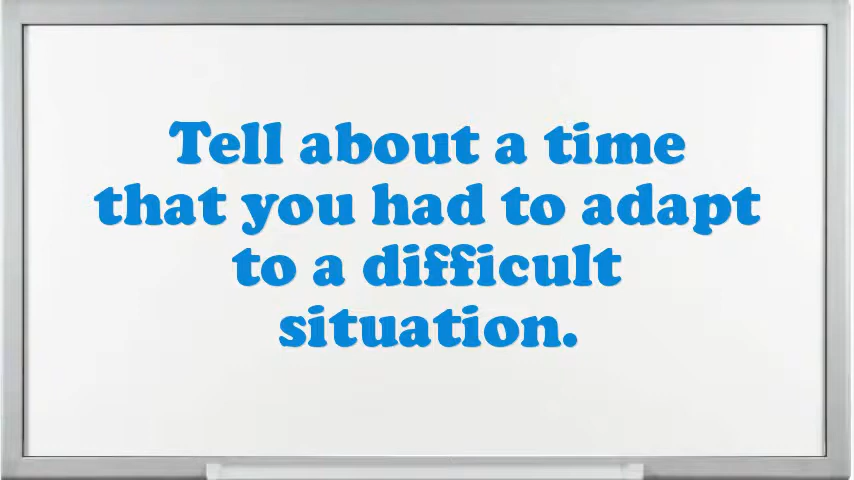 Tell about a time
that you had to adapt
to a difficult
situation.